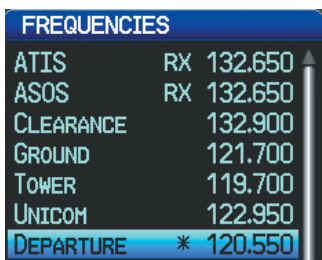 FREQUENCIES
ATIS RX 132.650
ASOS RX 132.650
CLEARANCE 132.900
GROUND 121.700
TOWER 119.700
UNICOM 122.950
DEPARTURE * 120.550